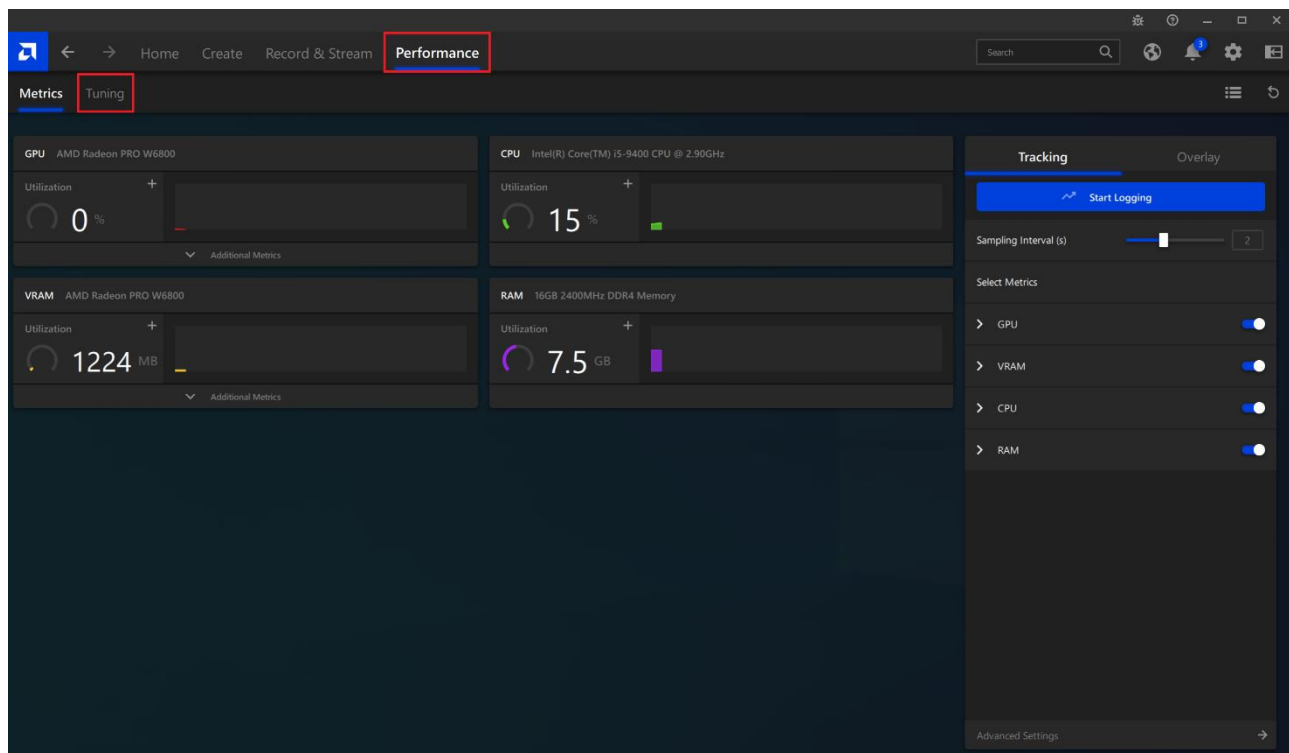 3
Home Create Record & Stream Performance Search
Metrics Tuning
GPU AMD Radeon PRO W6800
Utilization
0 %
Additional Metrics
CPU Intel(R) Core(TM) i5-9400 CPU @ 2.90GHz
Utilization
15 %
VRAM AMD Radeon PRO W6800
Utilization
1224 MB
Additional Metrics
RAM 16GB 2400MHz DDR4 Memory
Utilization
7.5 GB
Tracking Overlay
Start Logging
Sampling Interval (s) 2
Select Metrics
GPU
VRAM
CPU
RAM
Advanced Settings